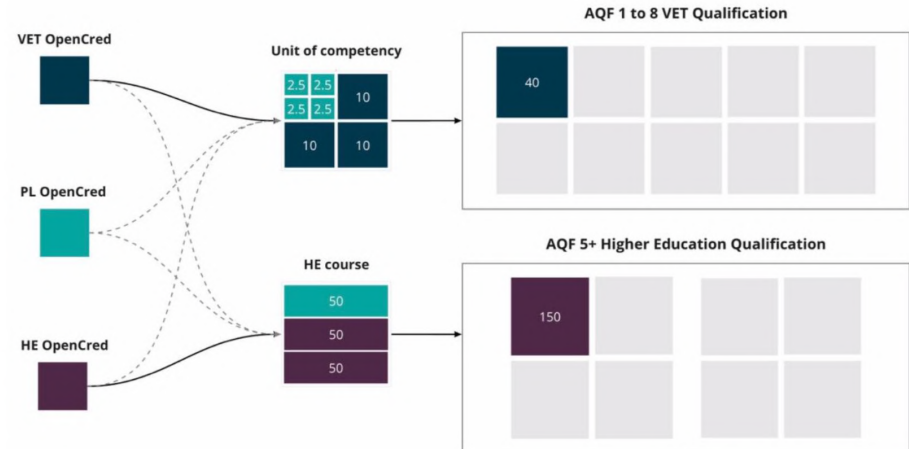 AQF 1 to 8 VET Qualification
VET OpenCred
Unit of competency
2.5 2.5
10
40
2.5 2.5
10 10
PL OpenCred
AQF 5+ Higher Education Qualification
HE course
50
150
HE OpenCred
50
50